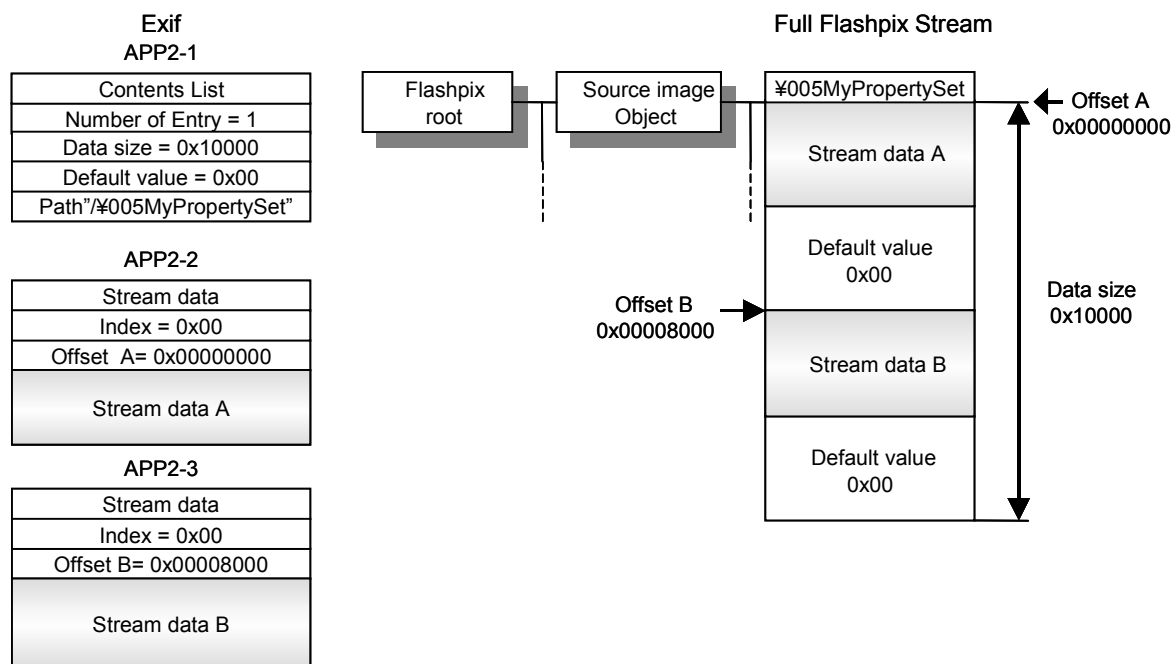 Exif
APP2-1
Contents List
Number of Entry = 1
Data size = 0x10000
Default value = 0x00
Path”/¥005MyPropertySet”
APP2-2
Stream data
Index = 0x00
Offset A= 0x00000000
Stream data A
APP2-3
Stream data
Index = 0x00
Offset B= 0x00008000
Stream data B
Full Flashpix Stream
Flashpix
root
Source image
Object
¥005MyPropertySet
Offset A
0x00000000
Stream data A
Default value
0x00
Offset B
0x00008000
Data size
0x10000
Stream data B
Default value
0x00